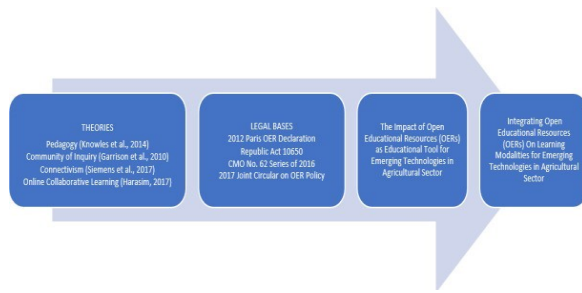 THEORIES
Pedagogy (Knowles et al., 2014)
Community of Inquiry (Garrison et al., 2010)
Connectivism (Siemens et al., 2017)
Online Collaborative Learning (Harasim, 2017)
LEGAL BASES
2012 Paris OER Declaration
Republic Act 10650
CMO No. 62 Series of 2016
2017 Joint Circular on OER Policy
The Impact of Open
Educational Resources (OERs)
as Educational Tool for
Emerging Technologies in
Agricultural Sector
Integrating Open
Educational Resources
(OERs) On Learning
Modalities for Emerging
Technologies in Agricultural
Sector